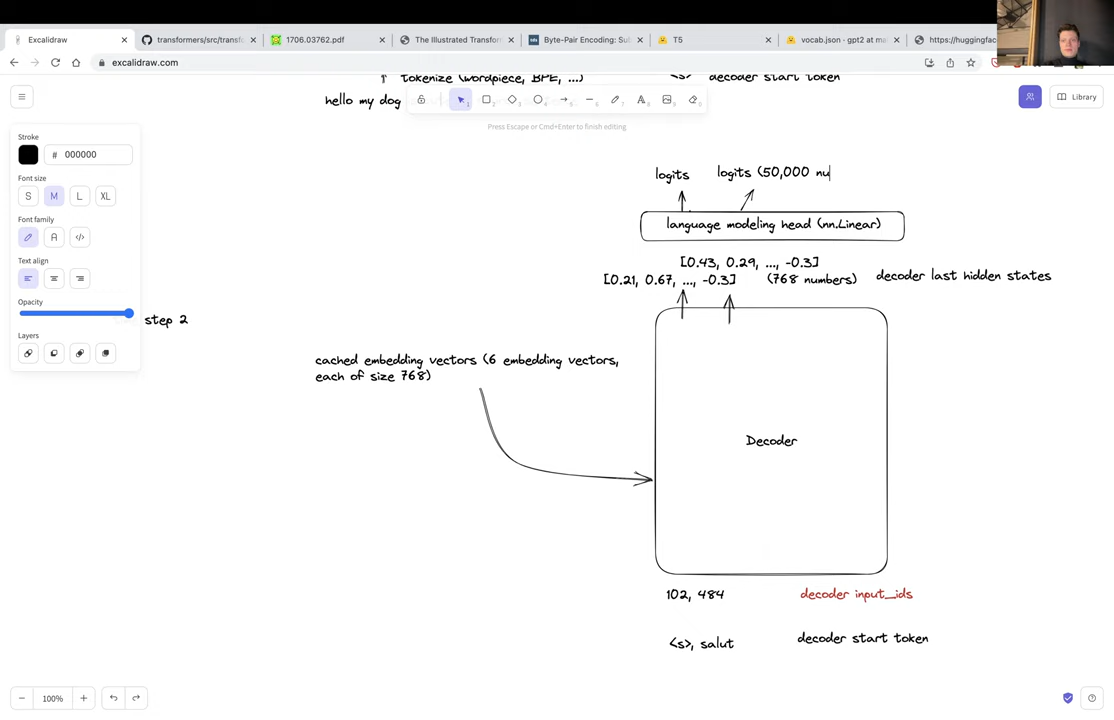 Excalidraw
transformers/src/transf
1706.03762.pdf
The Illustrated Transfor
Byte-Pair Encoding: Sul
T5
vocab.json · gpt2 at ma
https://huggingfac
excalidraw.com
tokenize (wordpiece, BPE, ...)
<s> decoder start token
hello my dog
Library
Press Escape or Cmd+Enter to finish editing
Stroke
# 000000
Font size
S M L XL
Font family
A </>
Text align
Opacity
Layers
step 2
logits
logits (50,000 nu
language modeling head (nn.Linear)
[0.43, 0.29, ..., -0.3]
[0.21, 0.67, ..., -0.3] (768 numbers)
decoder last hidden states
cached embedding vectors (6 embedding vectors,
each of size 768)
Decoder
102, 484
decoder input_ids
<s>, salut
decoder start token
100%